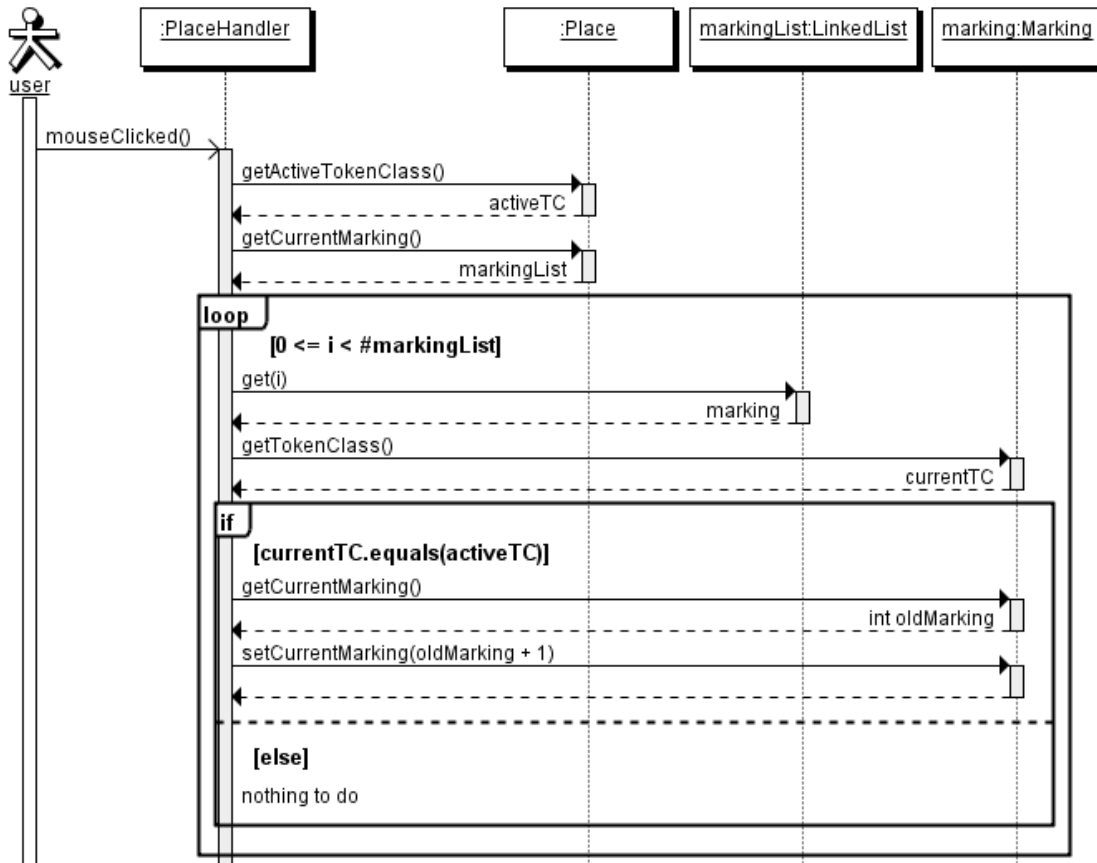 :PlaceHandler
:Place
markingList:LinkedList
marking:Marking
user
mouseClicked()
getActiveTokenClass()
activeTC
getCurrentMarking()
markingList
loop
[0 <= i < #markingList]
get(i)
marking
getTokenClass()
currentTC
if
[currentTC.equals(activeTC)]
getCurrentMarking()
int oldMarking
setCurrentMarking(oldMarking + 1)
[else]
nothing to do